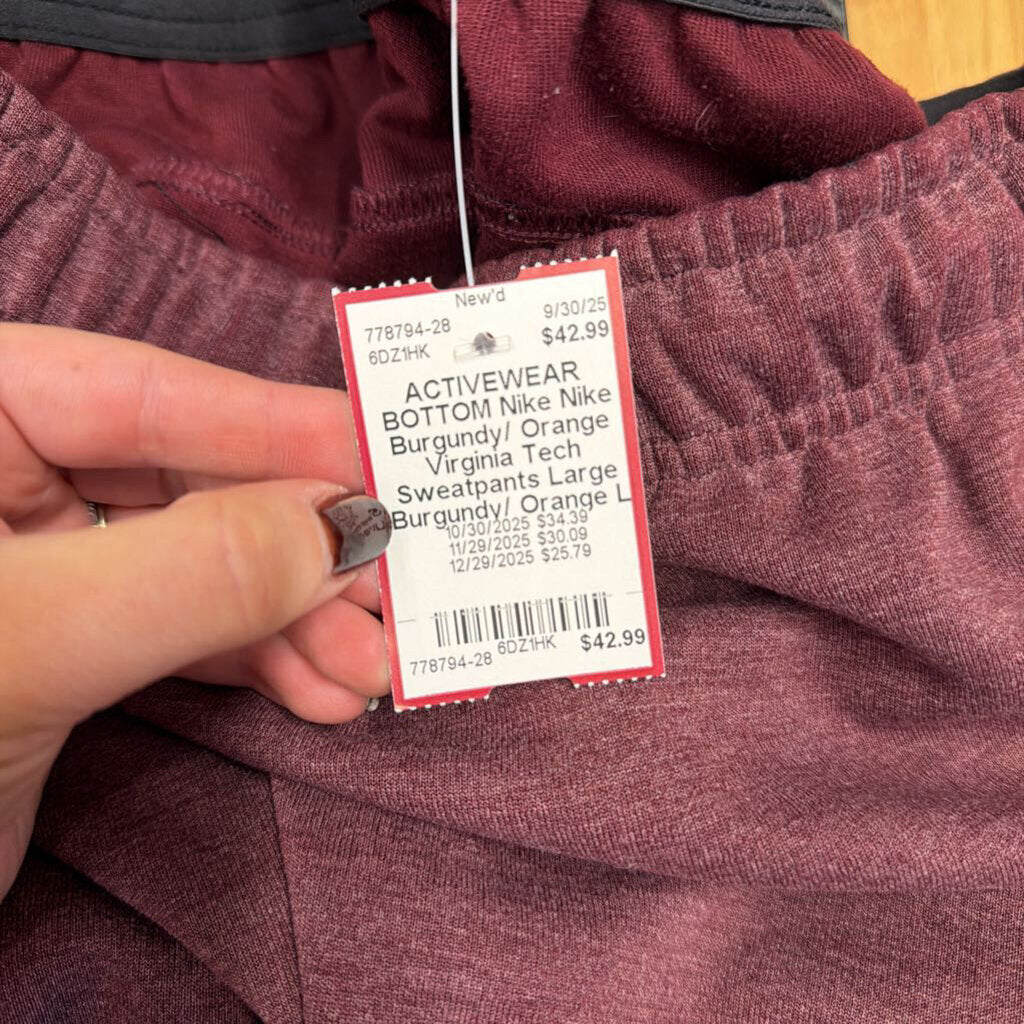 New'd
778794-28 9/30/25
6DZ1HK $42.99
ACTIVEWEAR
BOTTOM Nike Nike
Burgundy/ Orange
Virginia Tech
Sweatpants Large
Burgundy/ Orange L
10/30/2025 $34.39
11/29/2025 $30.09
12/29/2025 $25.79
778794-28 6DZ1HK $42.99